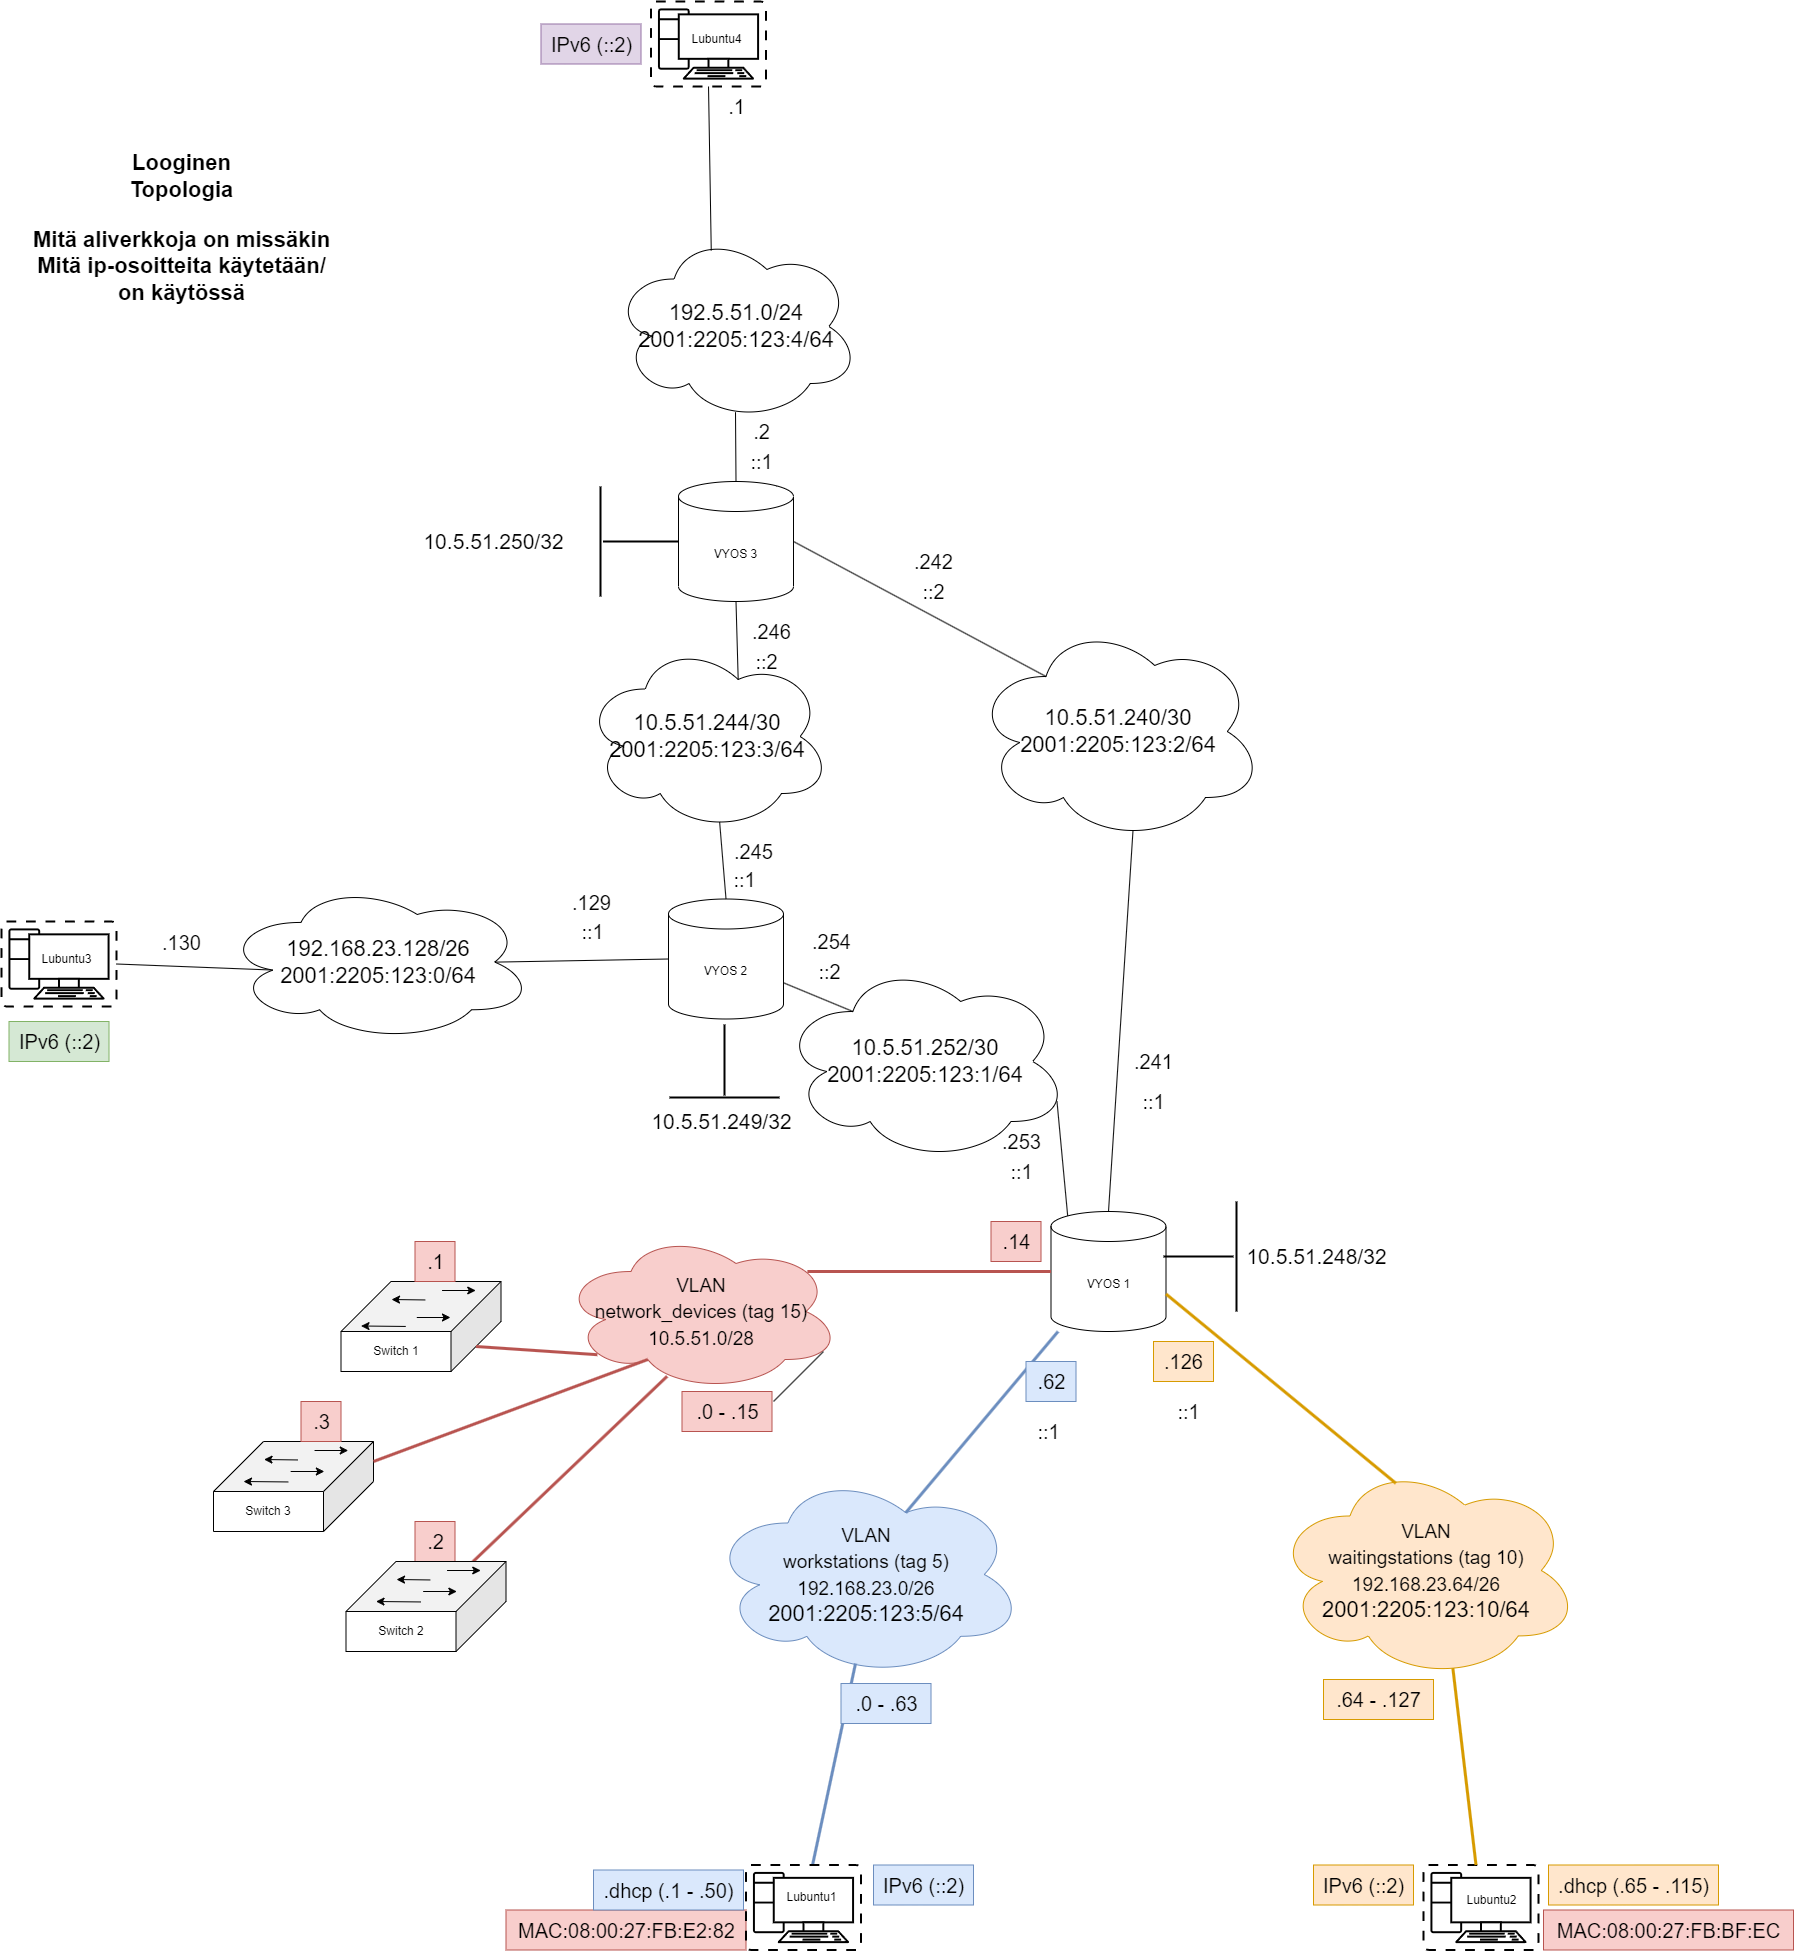 IPv6 (::2)
Lubuntu4
.1
Looginen
Topologia
Mitä aliverkkoja on missäkin
Mitä ip-osoitteita käytetään/
on käytössä
192.5.51.0/24
2001:2205:123:4/64
.2
::1
10.5.51.250/32
VYOS 3
.242
::2
.246
::2
10.5.51.244/30
2001:2205:123:3/64
10.5.51.240/30
2001:2205:123:2/64
.245
::1
.129
::1
.130
Lubuntu3
192.168.23.128/26
2001:2205:123:0/64
VYOS 2
.254
::2
IPv6 (::2)
10.5.51.252/30
2001:2205:123:1/64
10.5.51.249/32
.241
::1
.253
::1
.14
VYOS 1
10.5.51.248/32
.1
Switch 1
VLAN
network_devices (tag 15)
10.5.51.0/28
.0 - .15
.62
::1
.126
::1
.3
Switch 3
.2
Switch 2
VLAN
workstations (tag 5)
192.168.23.0/26
2001:2205:123:5/64
VLAN
waitingstations (tag 10)
192.168.23.64/26
2001:2205:123:10/64
.0 - .63
.64 - .127
.dhcp (.1 - .50)
MAC:08:00:27:FB:E2:82
Lubuntu1
IPv6 (::2)
IPv6 (::2)
Lubuntu2
.dhcp (.65 - .115)
MAC:08:00:27:FB:BF:EC